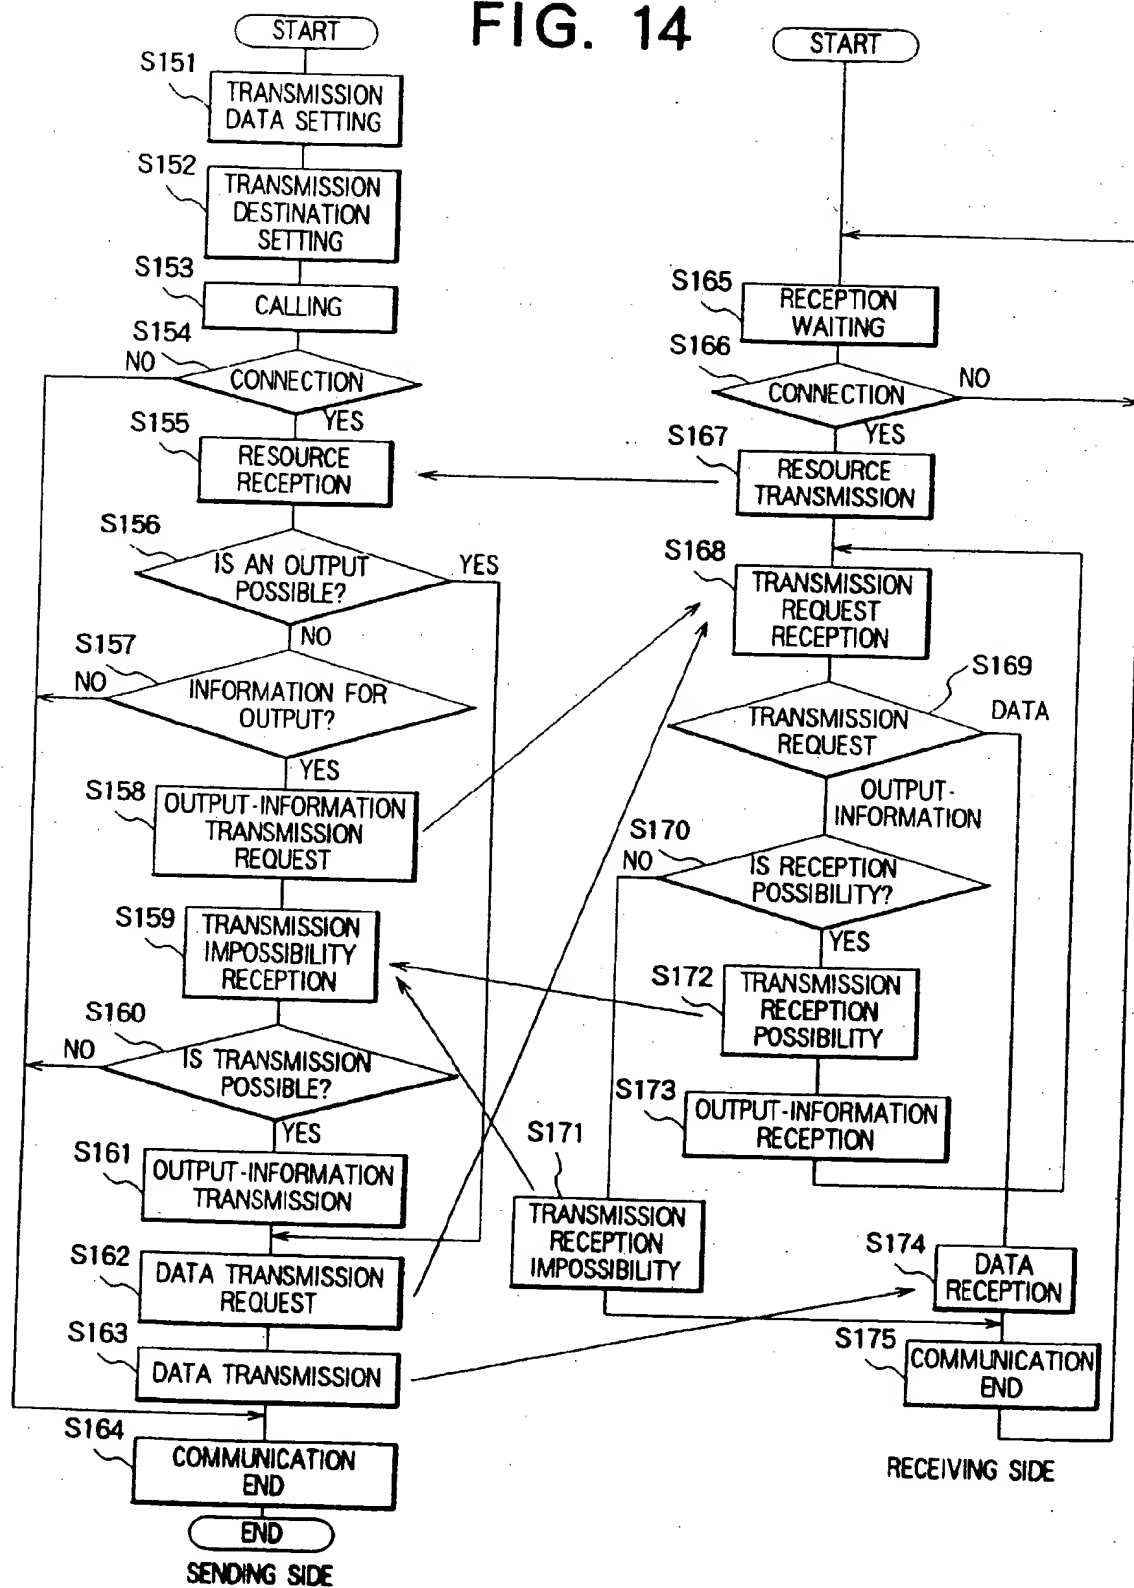 FIG. 14
START
S151
TRANSMISSION
DATA SETTING
S152
TRANSMISSION
DESTINATION
SETTING
S153
CALLING
S154
NO
CONNECTION
YES
S155
RESOURCE
RECEPTION
S156
IS AN OUTPUT
POSSIBLE?
YES
NO
S157
NO
INFORMATION FOR
OUTPUT?
YES
S158
OUTPUT-INFORMATION
TRANSMISSION
REQUEST
S159
TRANSMISSION
IMPOSSIBILITY
RECEPTION
S160
NO
IS TRANSMISSION
POSSIBLE?
YES
S161
OUTPUT-INFORMATION
TRANSMISSION
S162
DATA TRANSMISSION
REQUEST
S163
DATA TRANSMISSION
S164
COMMUNICATION
END
END
SENDING SIDE
START
S165
RECEPTION
WAITING
S166
CONNECTION
NO
YES
S167
RESOURCE
TRANSMISSION
S168
TRANSMISSION
REQUEST
RECEPTION
S169
TRANSMISSION
REQUEST
DATA
OUTPUT-
INFORMATION
S170
NO
IS RECEPTION
POSSIBILITY?
YES
S172
TRANSMISSION
RECEPTION
POSSIBILITY
S173
OUTPUT-INFORMATION
RECEPTION
S171
TRANSMISSION
RECEPTION
IMPOSSIBILITY
S174
DATA
RECEPTION
S175
COMMUNICATION
END
RECEIVING SIDE